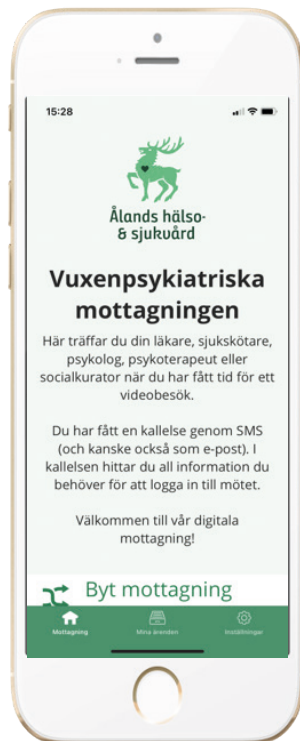 15:28
Ålands hälso-
& sjukvård
Vuxenpsykiatriska
mottagningen
Här träffar du din läkare, sjukskötare,
psykolog, psykoterapeut eller
socialkurator när du har fått tid för ett
videobesök.
Du har fått en kallelse genom SMS
(och kanske också som e-post). I
kallelsen hittar du all information du
behöver för att logga in till mötet.
Välkommen till vår digitala
mottagning!
Byt mottagning
Mottagning Mina ärenden Inställningar